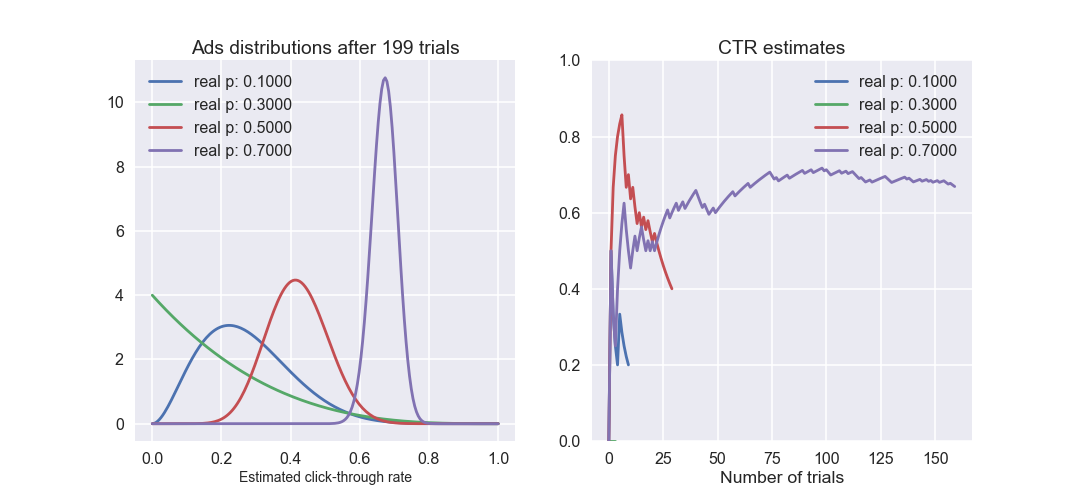 Ads distributions after 199 trials
real p: 0.1000
real p: 0.3000
real p: 0.5000
real p: 0.7000
10
8
6
4
2
0
0.0 0.2 0.4 0.6 0.8 1.0
Estimated click-through rate
CTR estimates
real p: 0.1000
real p: 0.3000
real p: 0.5000
real p: 0.7000
1.0
0.8
0.6
0.4
0.2
0.0
0 25 50 75 100 125 150
Number of trials